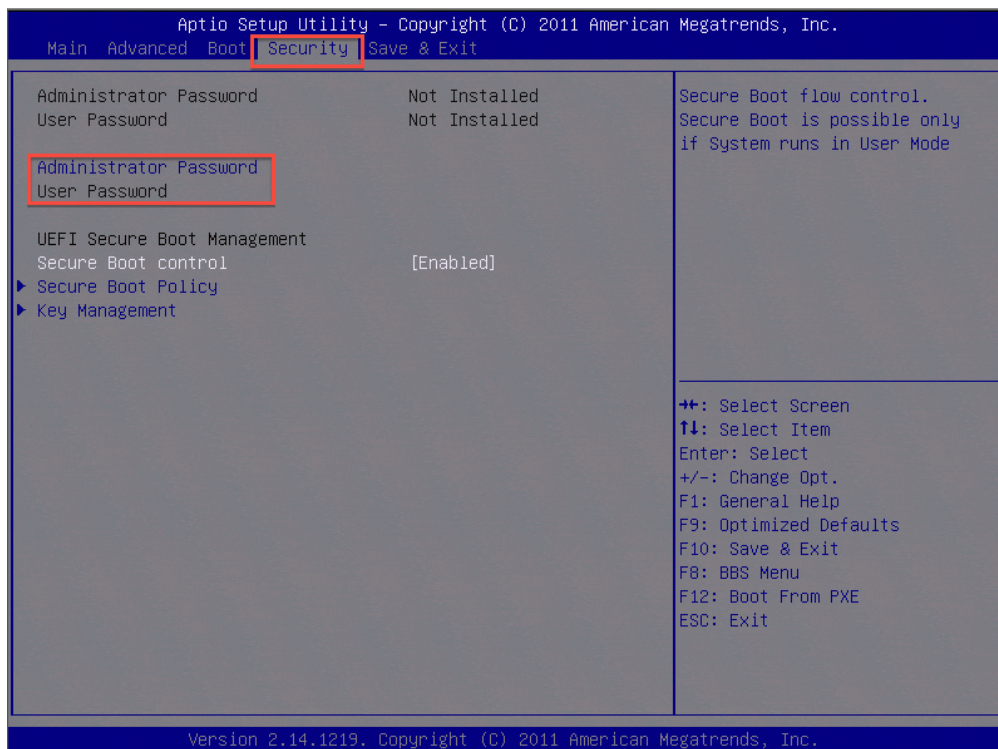 Aptio Setup Utility – Copyright (C) 2011 American Megatrends, Inc.
Main Advanced Boot Security Save & Exit
Administrator Password Not Installed
User Password Not Installed
Administrator Password
User Password
UEFI Secure Boot Management
Secure Boot control [Enabled]
Secure Boot Policy
Key Management
Secure Boot flow control.
Secure Boot is possible only
if System runs in User Mode
→←: Select Screen
↑↓: Select Item
Enter: Select
+/-: Change Opt.
F1: General Help
F9: Optimized Defaults
F10: Save & Exit
F8: BBS Menu
F12: Boot From PXE
ESC: Exit
Version 2.14.1219. Copyright (C) 2011 American Megatrends, Inc.